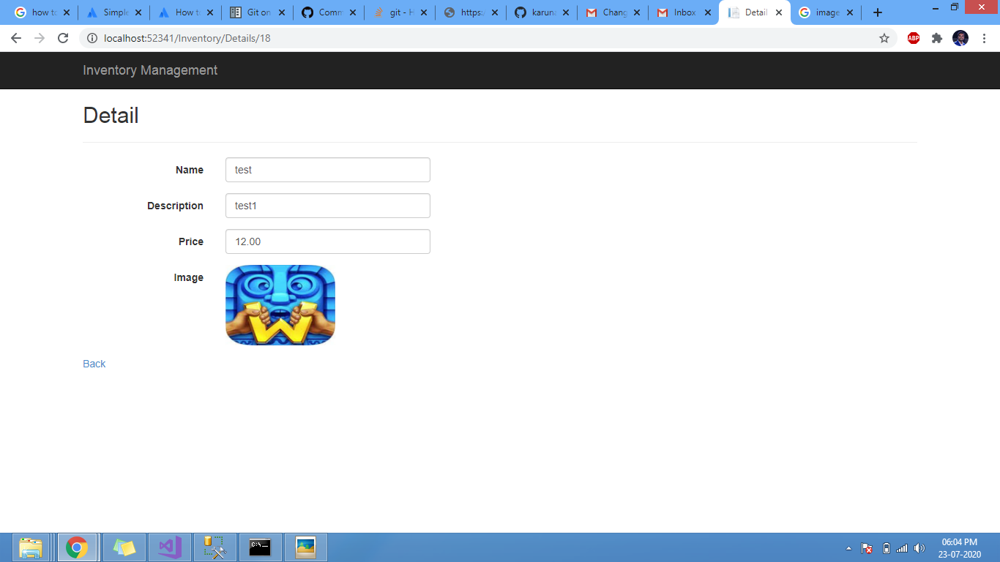 how to
Simple
How to
Git on
Comm
git - H
https:/
karuna
Chang
Inbox
Detail
image
localhost:52341/Inventory/Details/18
ABP
Inventory Management
Detail
Name
test
Description
test1
Price
12.00
Image
W
Back
C:\
06:04 PM
23-07-2020